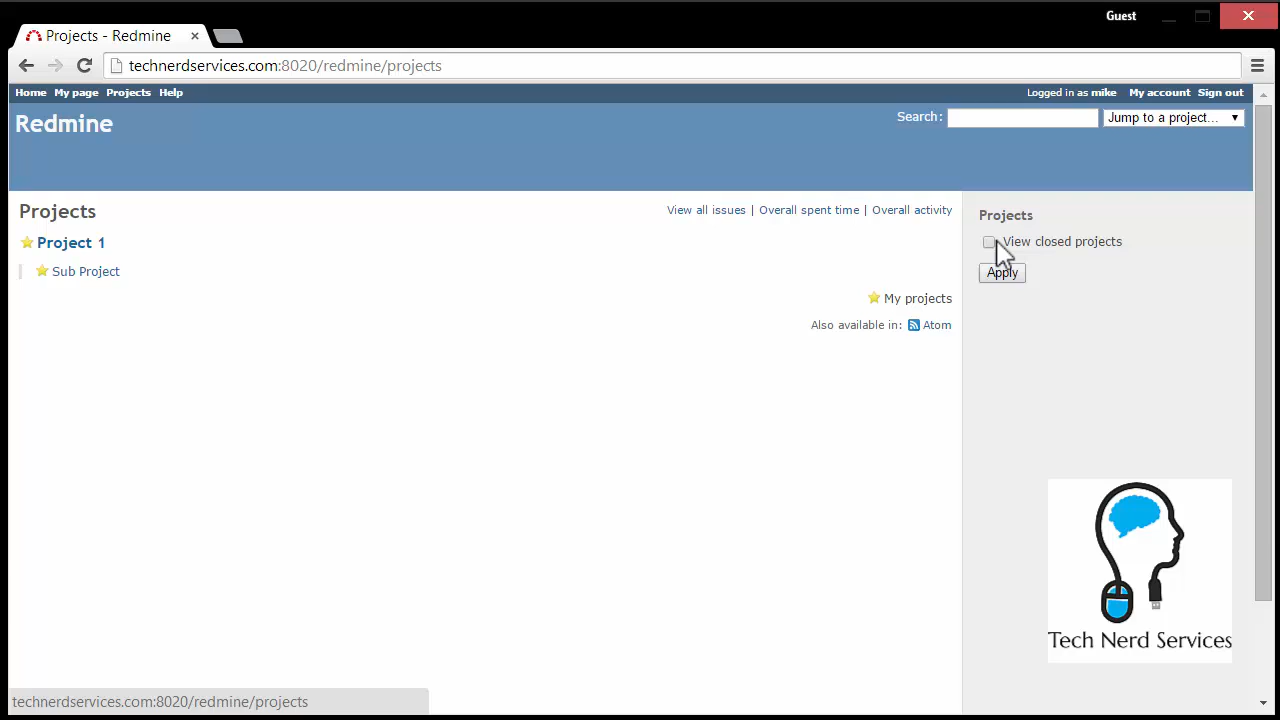 Guest
Projects - Redmine
technerdservices.com:8020/redmine/projects
Home My page Projects Help Logged in as mike My account Sign out
Redmine
Search: Jump to a project...
Projects
View all issues | Overall spent time | Overall activity
Project 1
Sub Project
My projects
Also available in: Atom
Projects
View closed projects
Apply
Tech Nerd Services
technerdservices.com:8020/redmine/projects